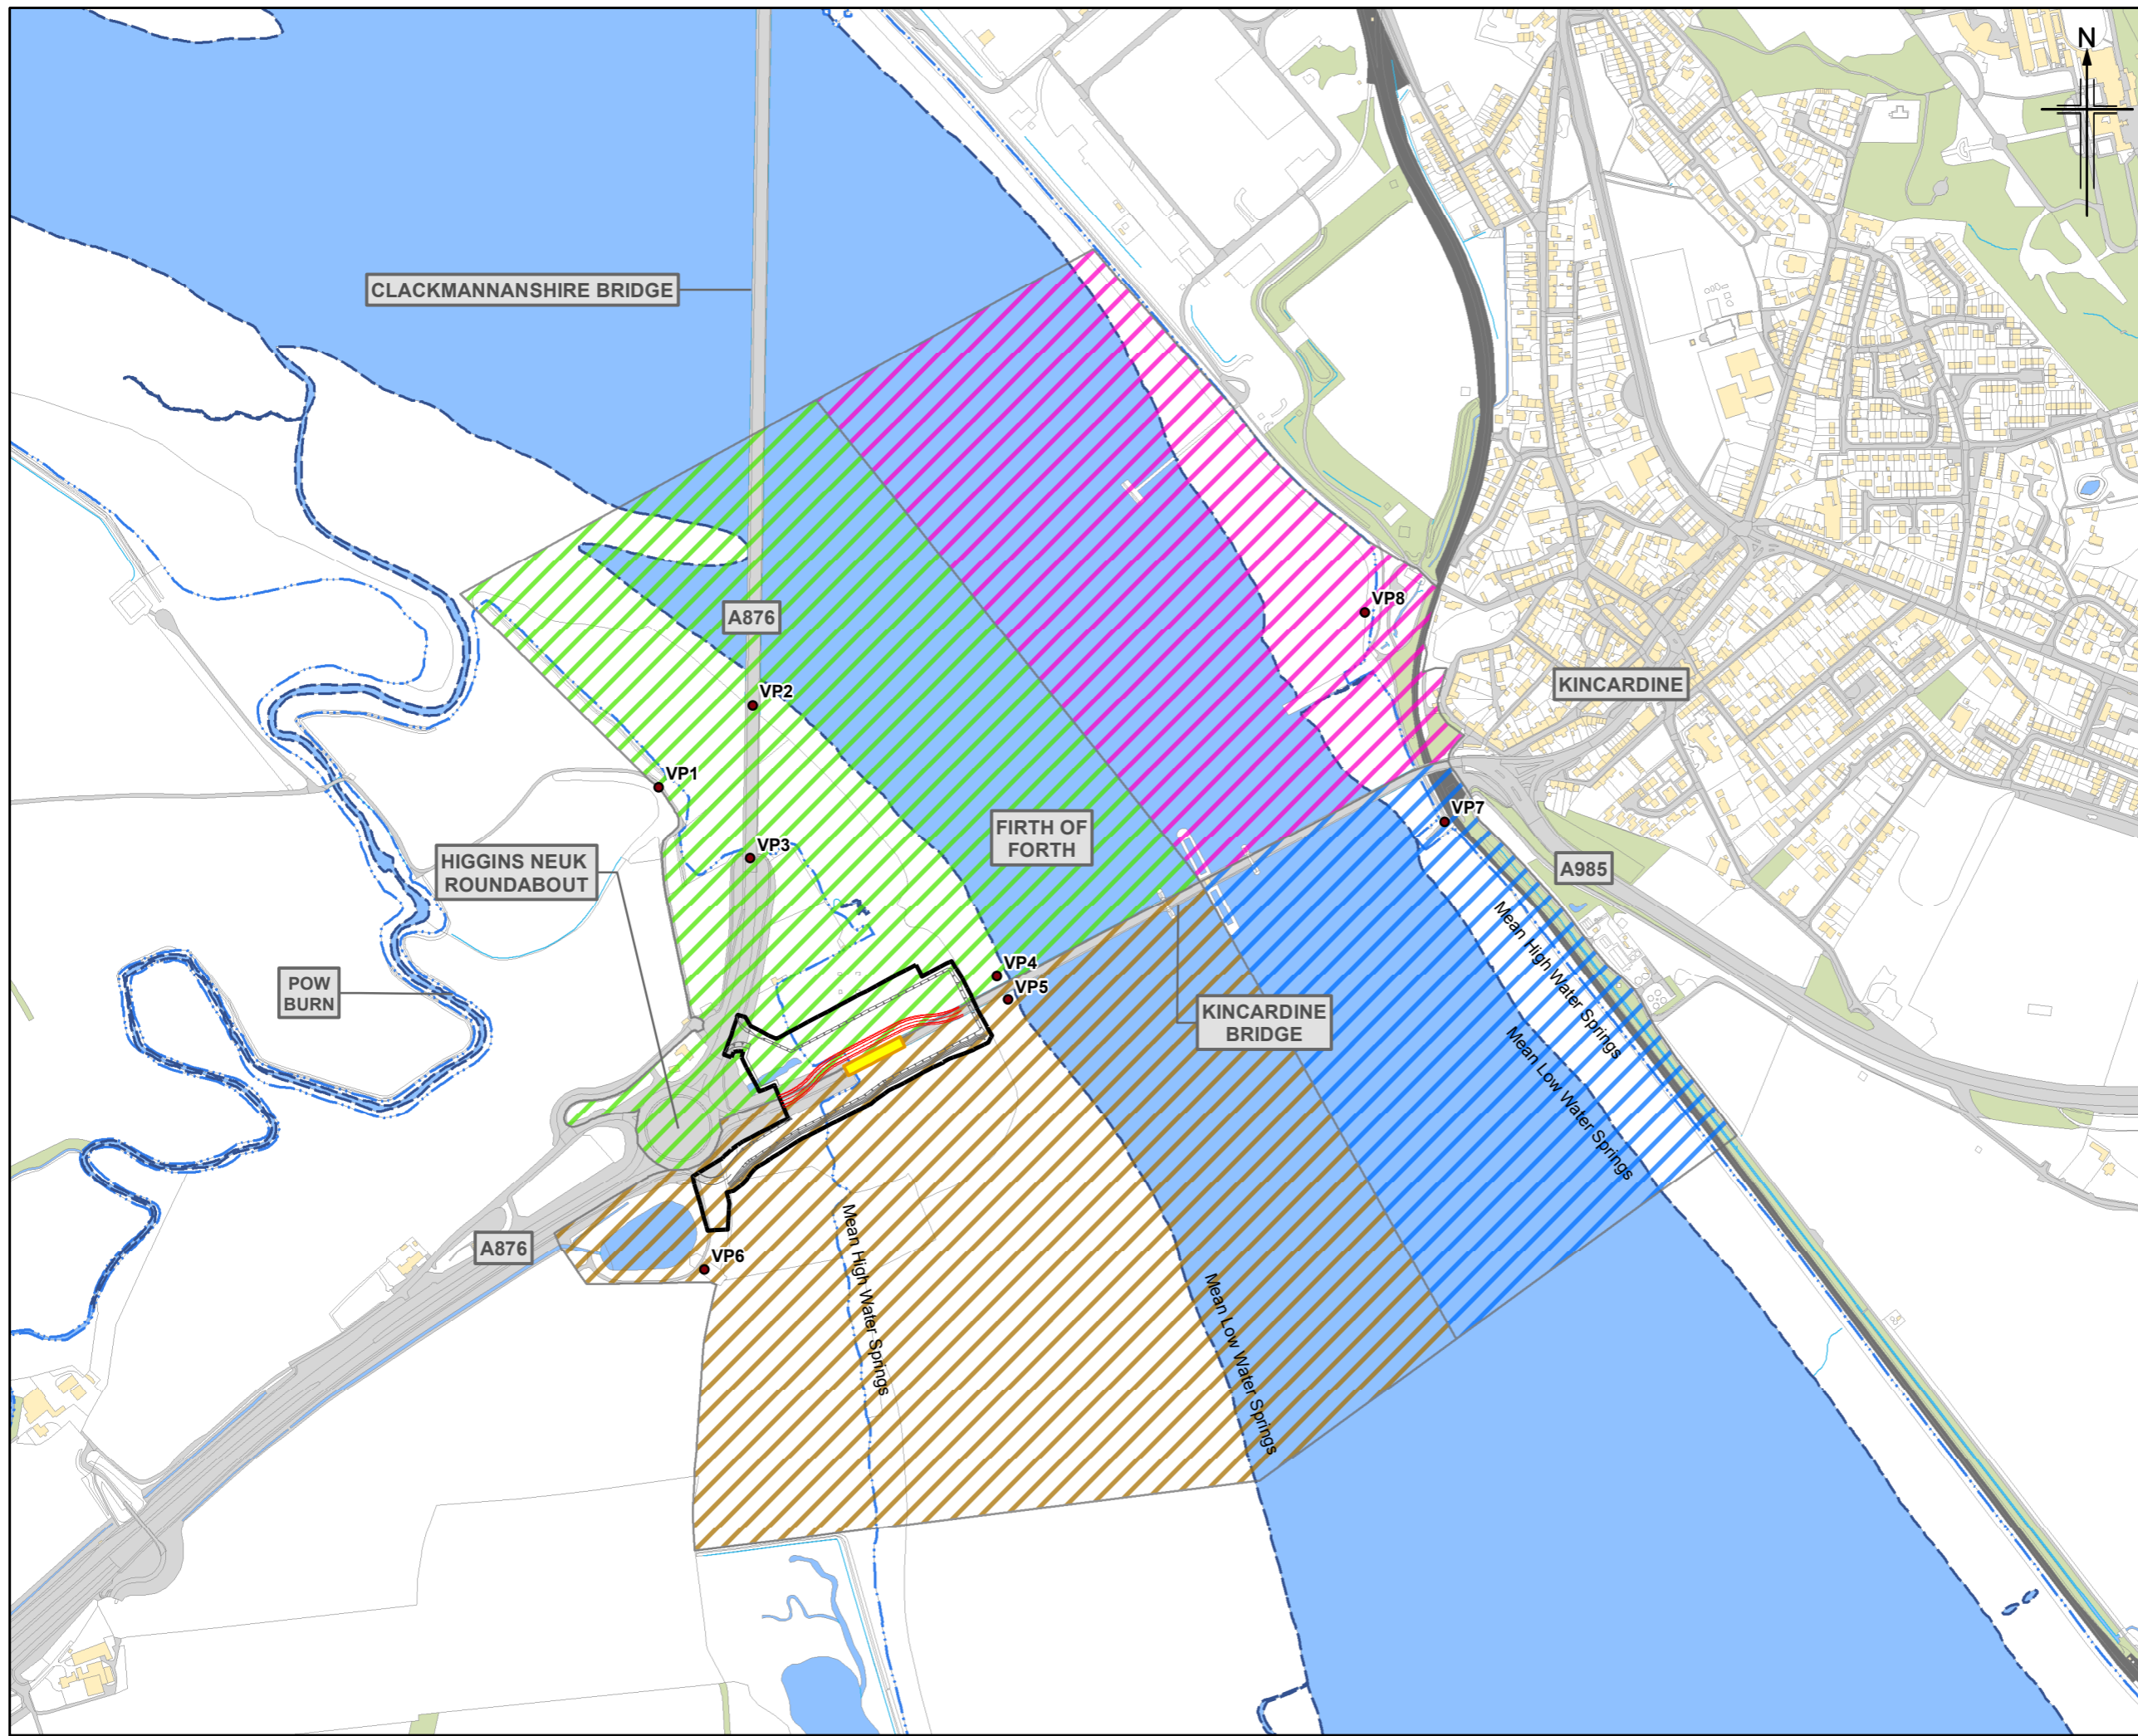 N
CLACKMANNANSHIRE BRIDGE
A876
VP8
KINCARDINE
VP2
VP1
VP7
FIRTH OF
FORTH
VP3
HIGGINS NEUK
ROUNDABOUT
A985
Mean High Water Springs
VP4
POW
BURN
VP5
KINCARDINE
BRIDGE
Mean Low Water Springs
A876
VP6
Mean High Water Springs
Mean Low Water Springs